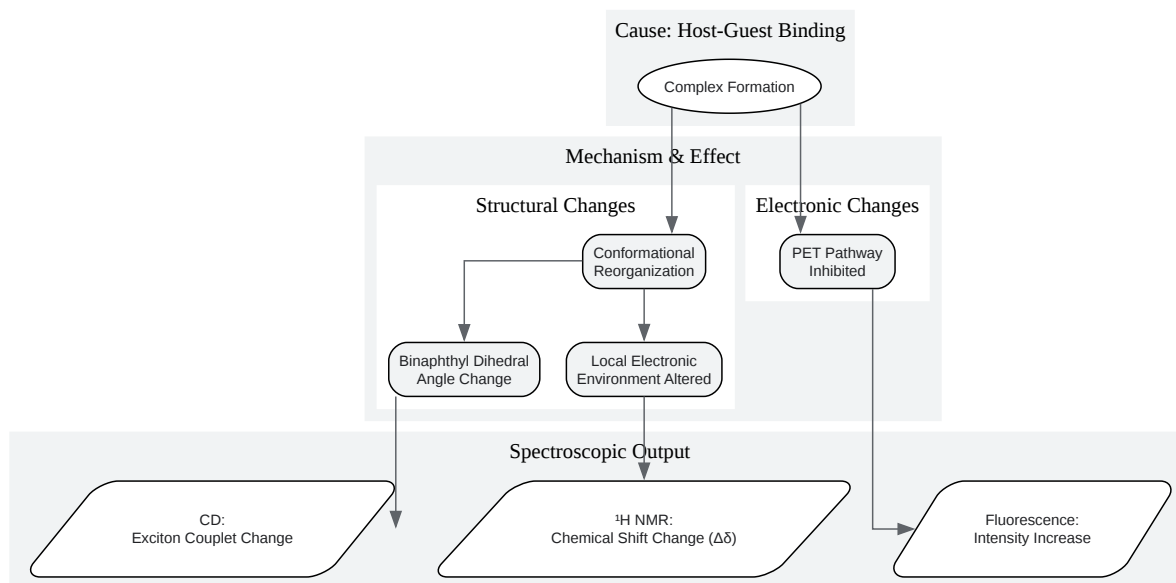 Cause: Host-Guest Binding
Complex Formation
Mechanism & Effect
Structural Changes
Electronic Changes
Conformational
Reorganization
PET Pathway
Inhibited
Binaphthyl Dihedral
Angle Change
Local Electronic
Environment Altered
Spectroscopic Output
CD:
Exciton Couplet Change
¹H NMR:
Chemical Shift Change (Δδ)
Fluorescence:
Intensity Increase